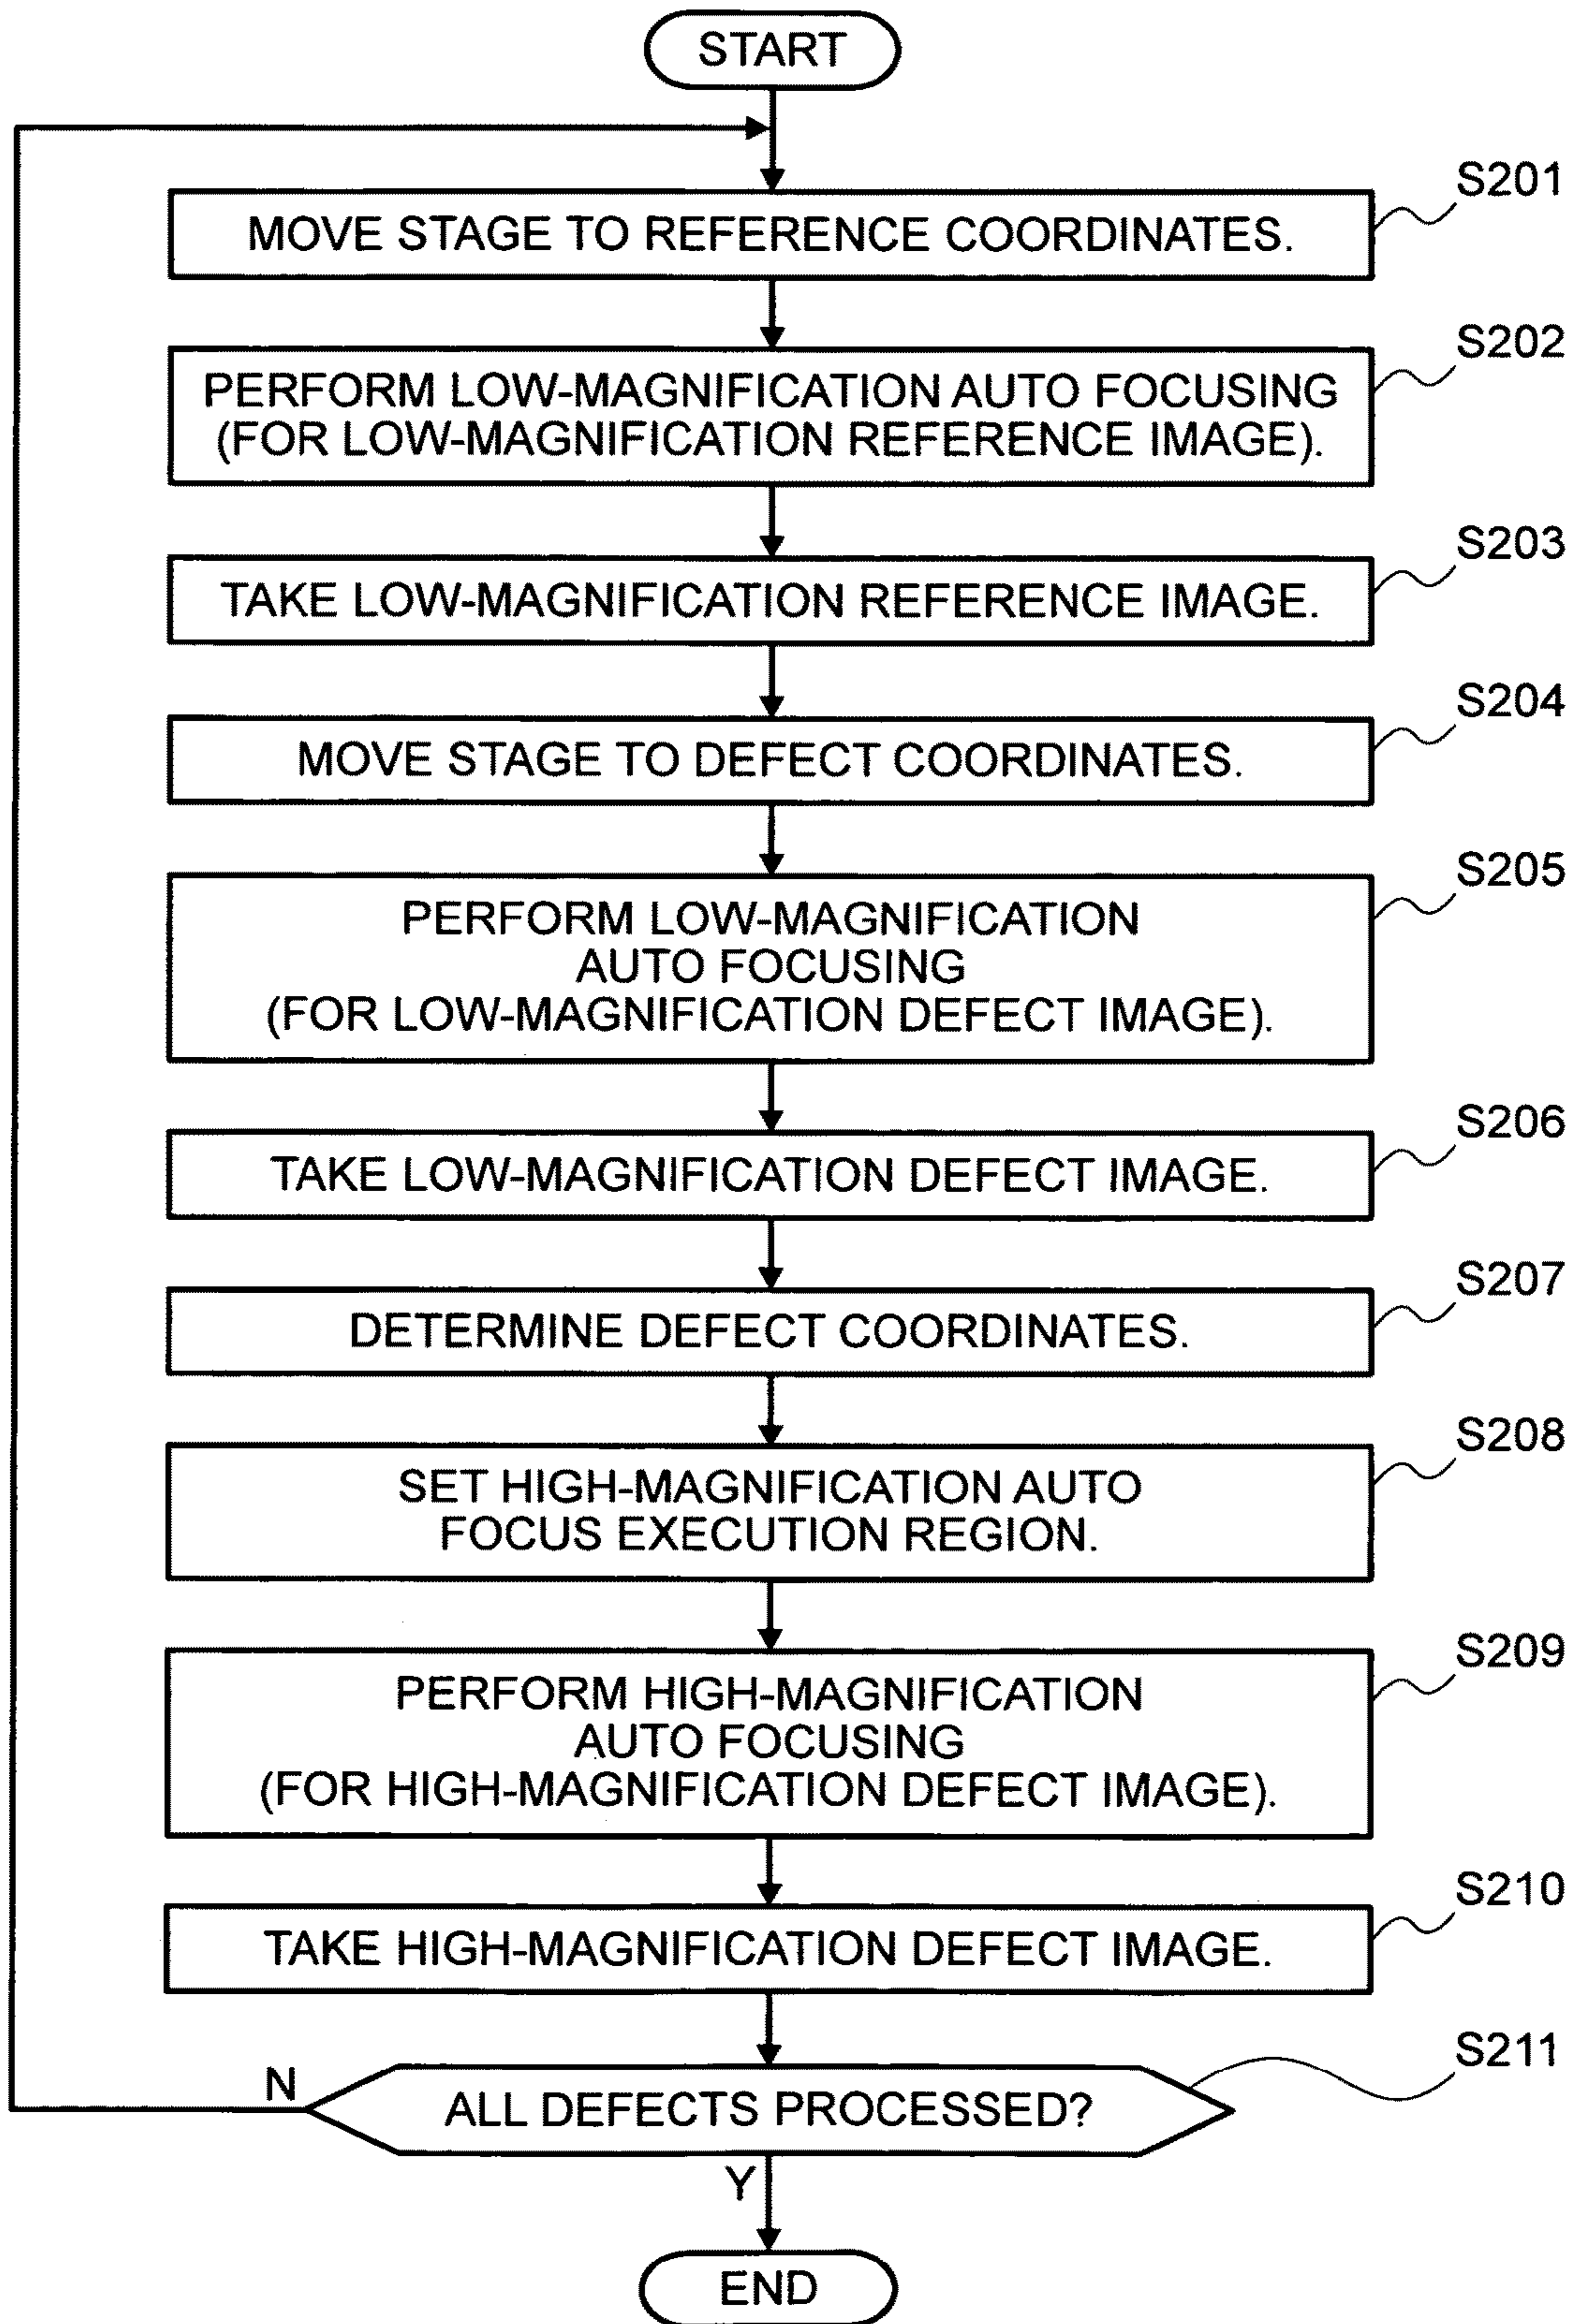 START
S201
MOVE STAGE TO REFERENCE COORDINATES.
S202
PERFORM LOW-MAGNIFICATION AUTO FOCUSING
(FOR LOW-MAGNIFICATION REFERENCE IMAGE).
S203
TAKE LOW-MAGNIFICATION REFERENCE IMAGE.
S204
MOVE STAGE TO DEFECT COORDINATES.
S205
PERFORM LOW-MAGNIFICATION
AUTO FOCUSING
(FOR LOW-MAGNIFICATION DEFECT IMAGE).
S206
TAKE LOW-MAGNIFICATION DEFECT IMAGE.
S207
DETERMINE DEFECT COORDINATES.
S208
SET HIGH-MAGNIFICATION AUTO
FOCUS EXECUTION REGION.
S209
PERFORM HIGH-MAGNIFICATION
AUTO FOCUSING
(FOR HIGH-MAGNIFICATION DEFECT IMAGE).
S210
TAKE HIGH-MAGNIFICATION DEFECT IMAGE.
S211
N
ALL DEFECTS PROCESSED?
Y
END